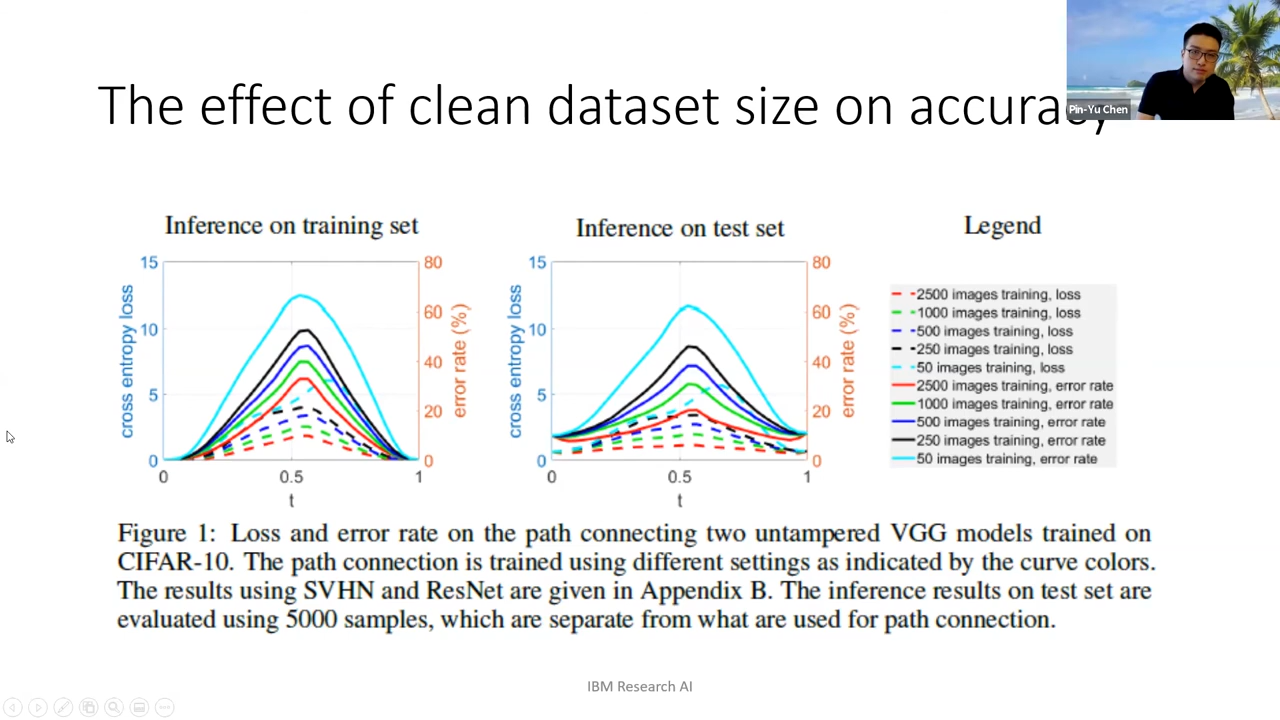 The effect of clean dataset size on accuracy
Pin-Yu Chen
Inference on training set
Inference on test set
Legend
15
10
5
0
cross entropy loss
80
60
40
20
0
error rate (%)
0
0.5
1
t
15
10
5
0
cross entropy loss
80
60
40
20
0
error rate (%)
0
0.5
1
t
2500 images training, loss
1000 images training, loss
500 images training, loss
250 images training, loss
50 images training, loss
2500 images training, error rate
1000 images training, error rate
500 images training, error rate
250 images training, error rate
50 images training, error rate
Figure 1: Loss and error rate on the path connecting two untampered VGG models trained on
CIFAR-10. The path connection is trained using different settings as indicated by the curve colors.
The results using SVHN and ResNet are given in Appendix B. The inference results on test set are
evaluated using 5000 samples, which are separate from what are used for path connection.
IBM Research AI